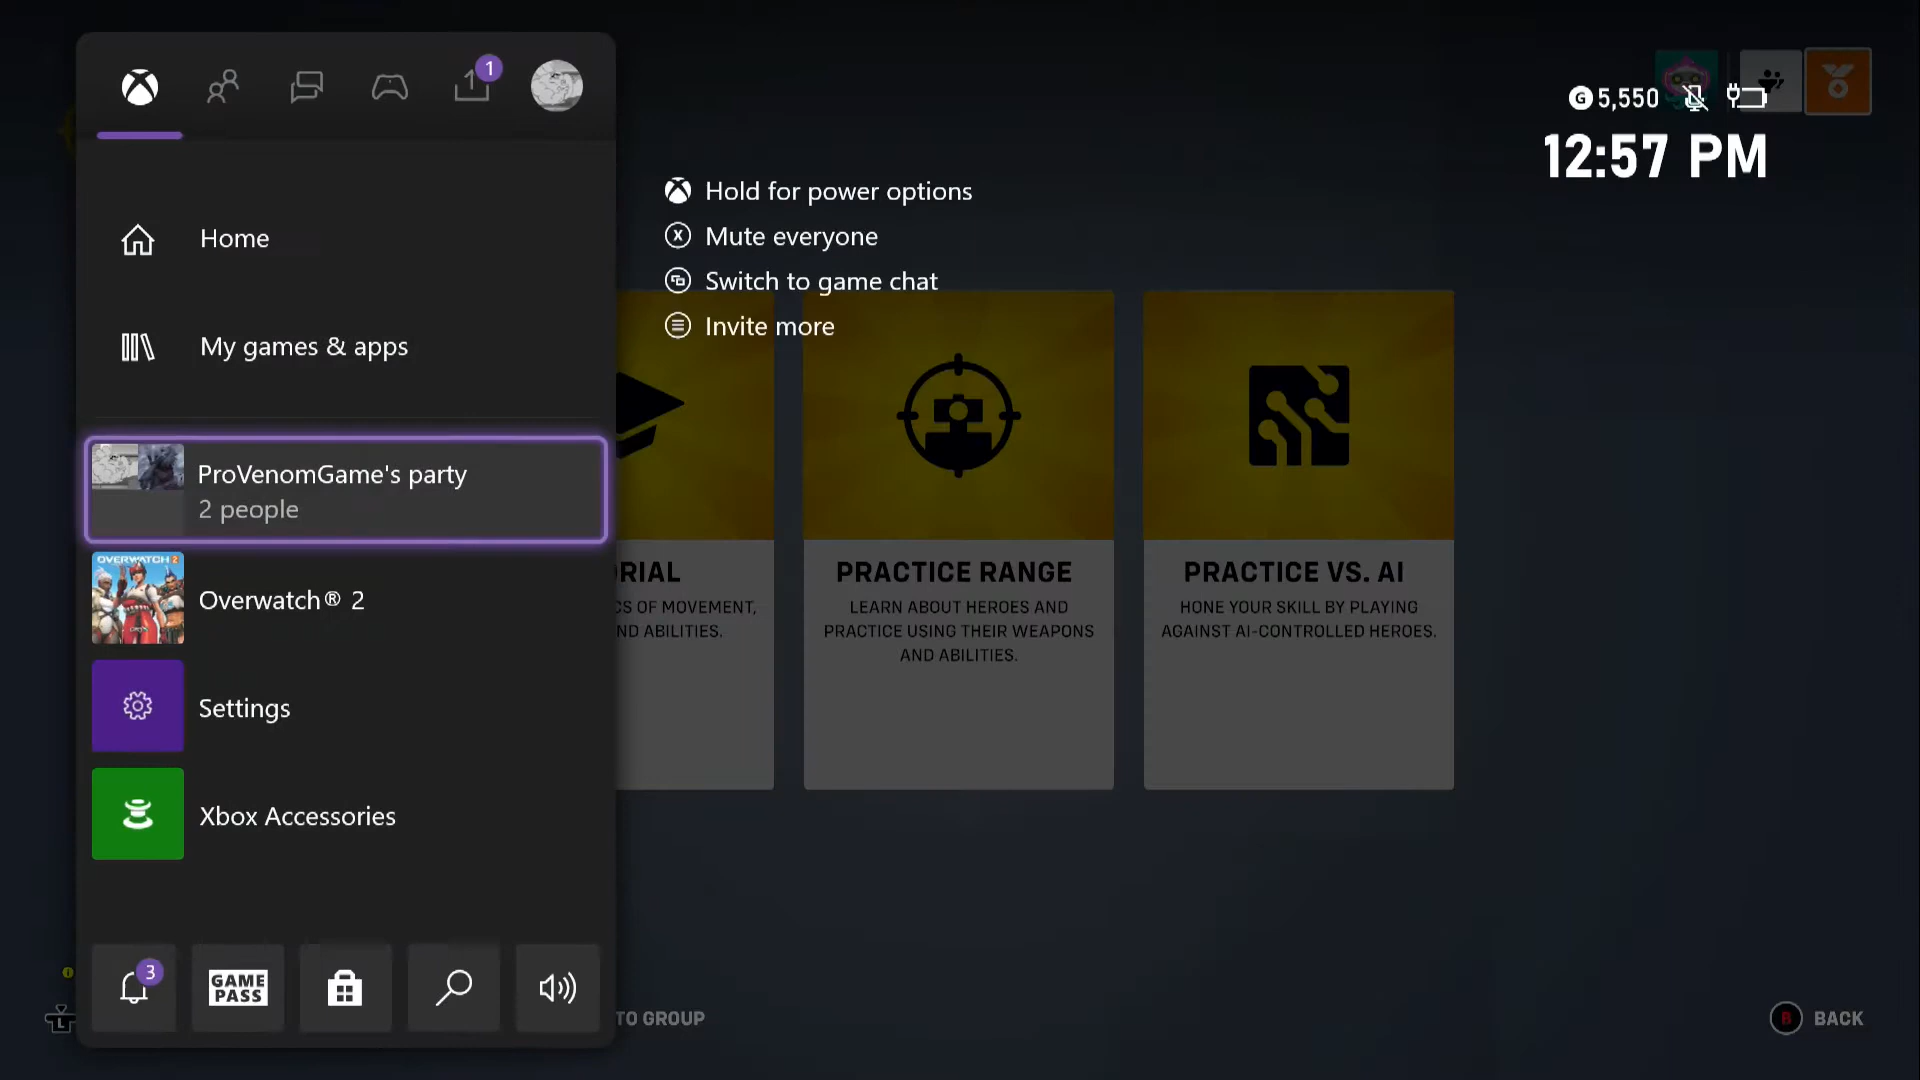 1
G 5,550
12:57 PM
Hold for power options
X Mute everyone
Switch to game chat
Invite more
Home
My games & apps
ProVenomGame's party
2 people
OVERWATCH 2
Overwatch® 2
Settings
Xbox Accessories
RIAL
CS OF MOVEMENT,
ND ABILITIES.
PRACTICE RANGE
LEARN ABOUT HEROES AND
PRACTICE USING THEIR WEAPONS
AND ABILITIES.
PRACTICE VS. AI
HONE YOUR SKILL BY PLAYING
AGAINST AI-CONTROLLED HEROES.
3
GAME
PASS
L
TO GROUP
B BACK